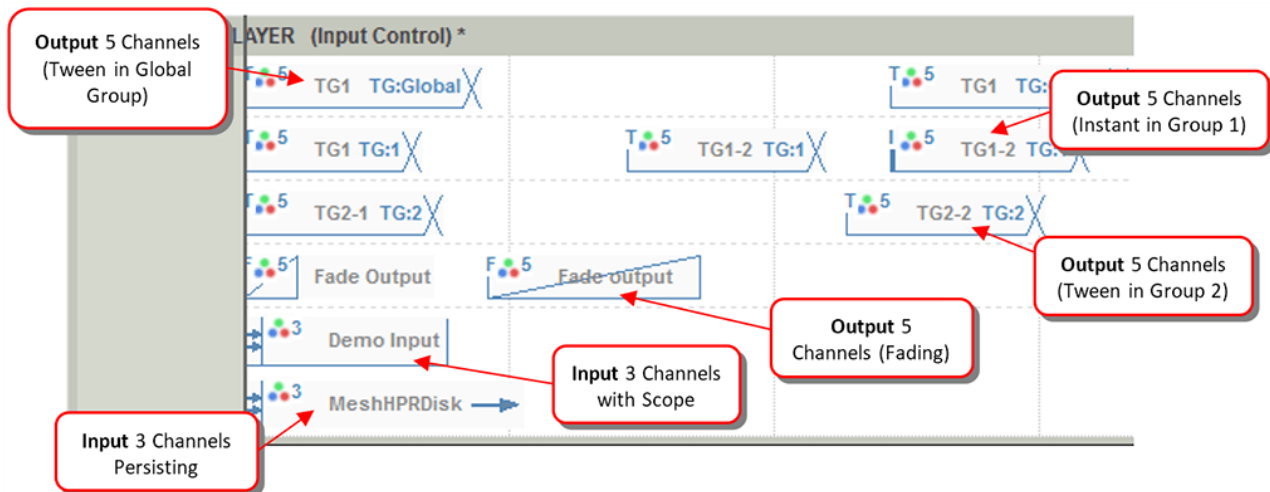 Output 5 Channels
(Tween in Global
Group)
LAYER (Input Control) *
T 5 TG1 TG:Global
T 5 TG1
Output 5 Channels
(Instant in Group 1)
T 5 TG1 TG:1
T 5 TG1-2 TG:1
I 5 TG1-2
T 5 TG2-1 TG:2
T 5 TG2-2 TG:2
Output 5 Channels
(Tween in Group 2)
F 5 Fade Output
F 5 Fade output
Output 5
Channels (Fading)
3 Demo Input
Input 3 Channels
with Scope
3 MeshHPRDisk
Input 3 Channels
Persisting